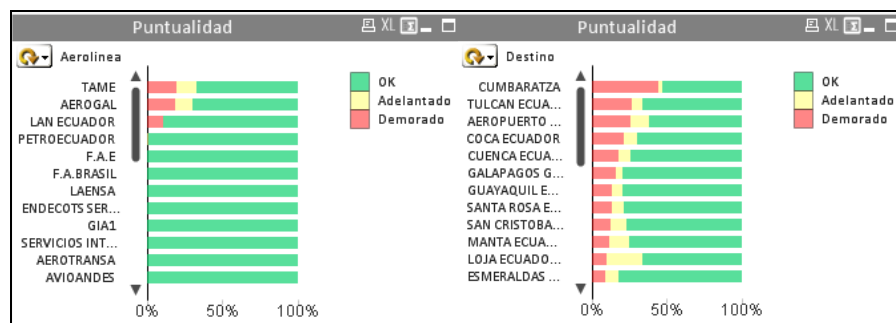 Puntualidad
XL
Aerolinea
TAME
AEROGAL
LAN ECUADOR
PETROECUADOR
F.A.E
F.A.BRASIL
LAENSA
ENDECOTS SER...
GIA1
SERVICIOS INT...
AEROTRANSA
AVIOANDES
0% 50% 100%
OK
Adelantado
Demorado
Puntualidad
XL
Destino
CUMBARATZA
TULCAN ECUA...
AEROPUERTO ...
COCA ECUADOR
CUENCA ECUA...
GALAPAGOS G...
GUAYAQUIL E...
SANTA ROSA E...
SAN CRISTOBA...
MANTA ECUA...
LOJA ECUADO...
ESMERALDAS ...
0% 50% 100%
OK
Adelantado
Demorado